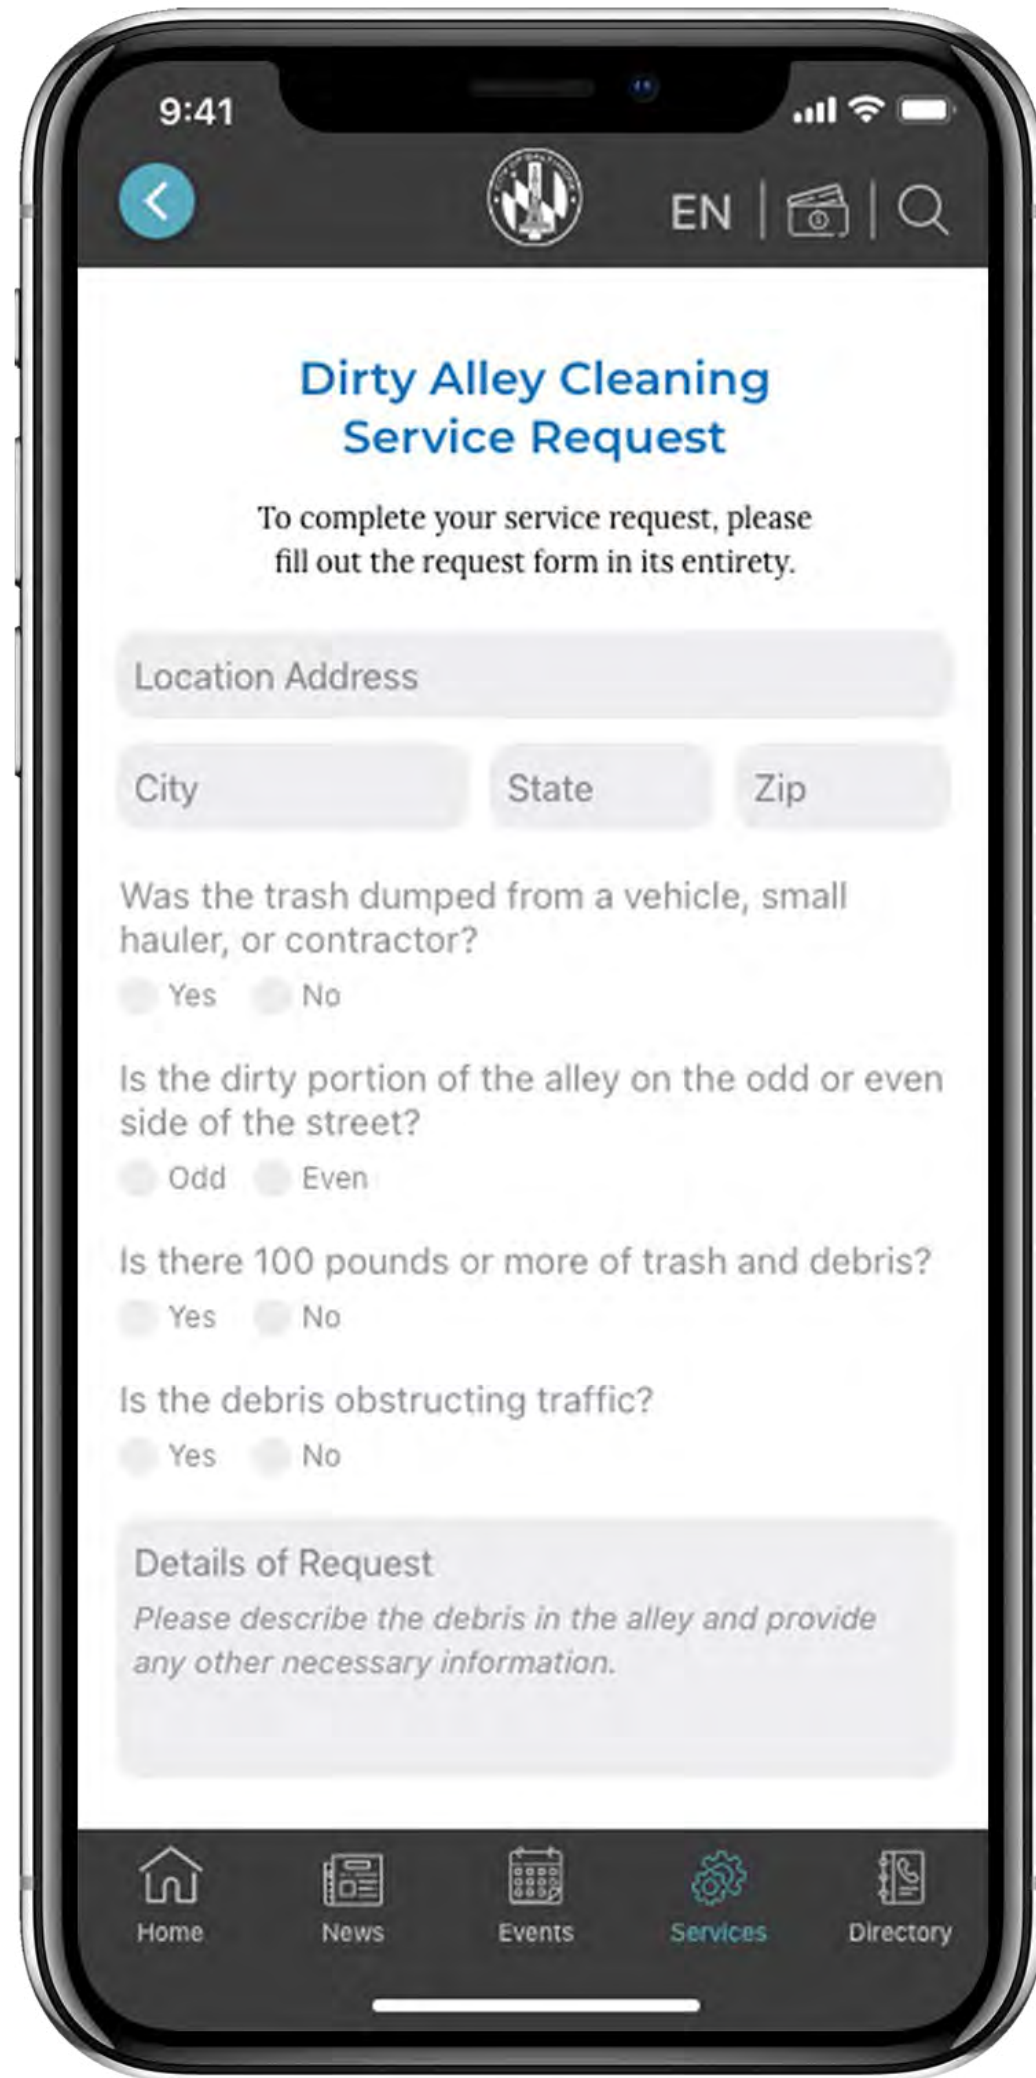 9:41
CITY OF BALTIMORE
EN
Dirty Alley Cleaning
Service Request
To complete your service request, please
fill out the request form in its entirety.
Location Address
City State Zip
Was the trash dumped from a vehicle, small
hauler, or contractor?
Yes No
Is the dirty portion of the alley on the odd or even
side of the street?
Odd Even
Is there 100 pounds or more of trash and debris?
Yes No
Is the debris obstructing traffic?
Yes No
Details of Request
Please describe the debris in the alley and provide
any other necessary information.
Home News Events Services Directory